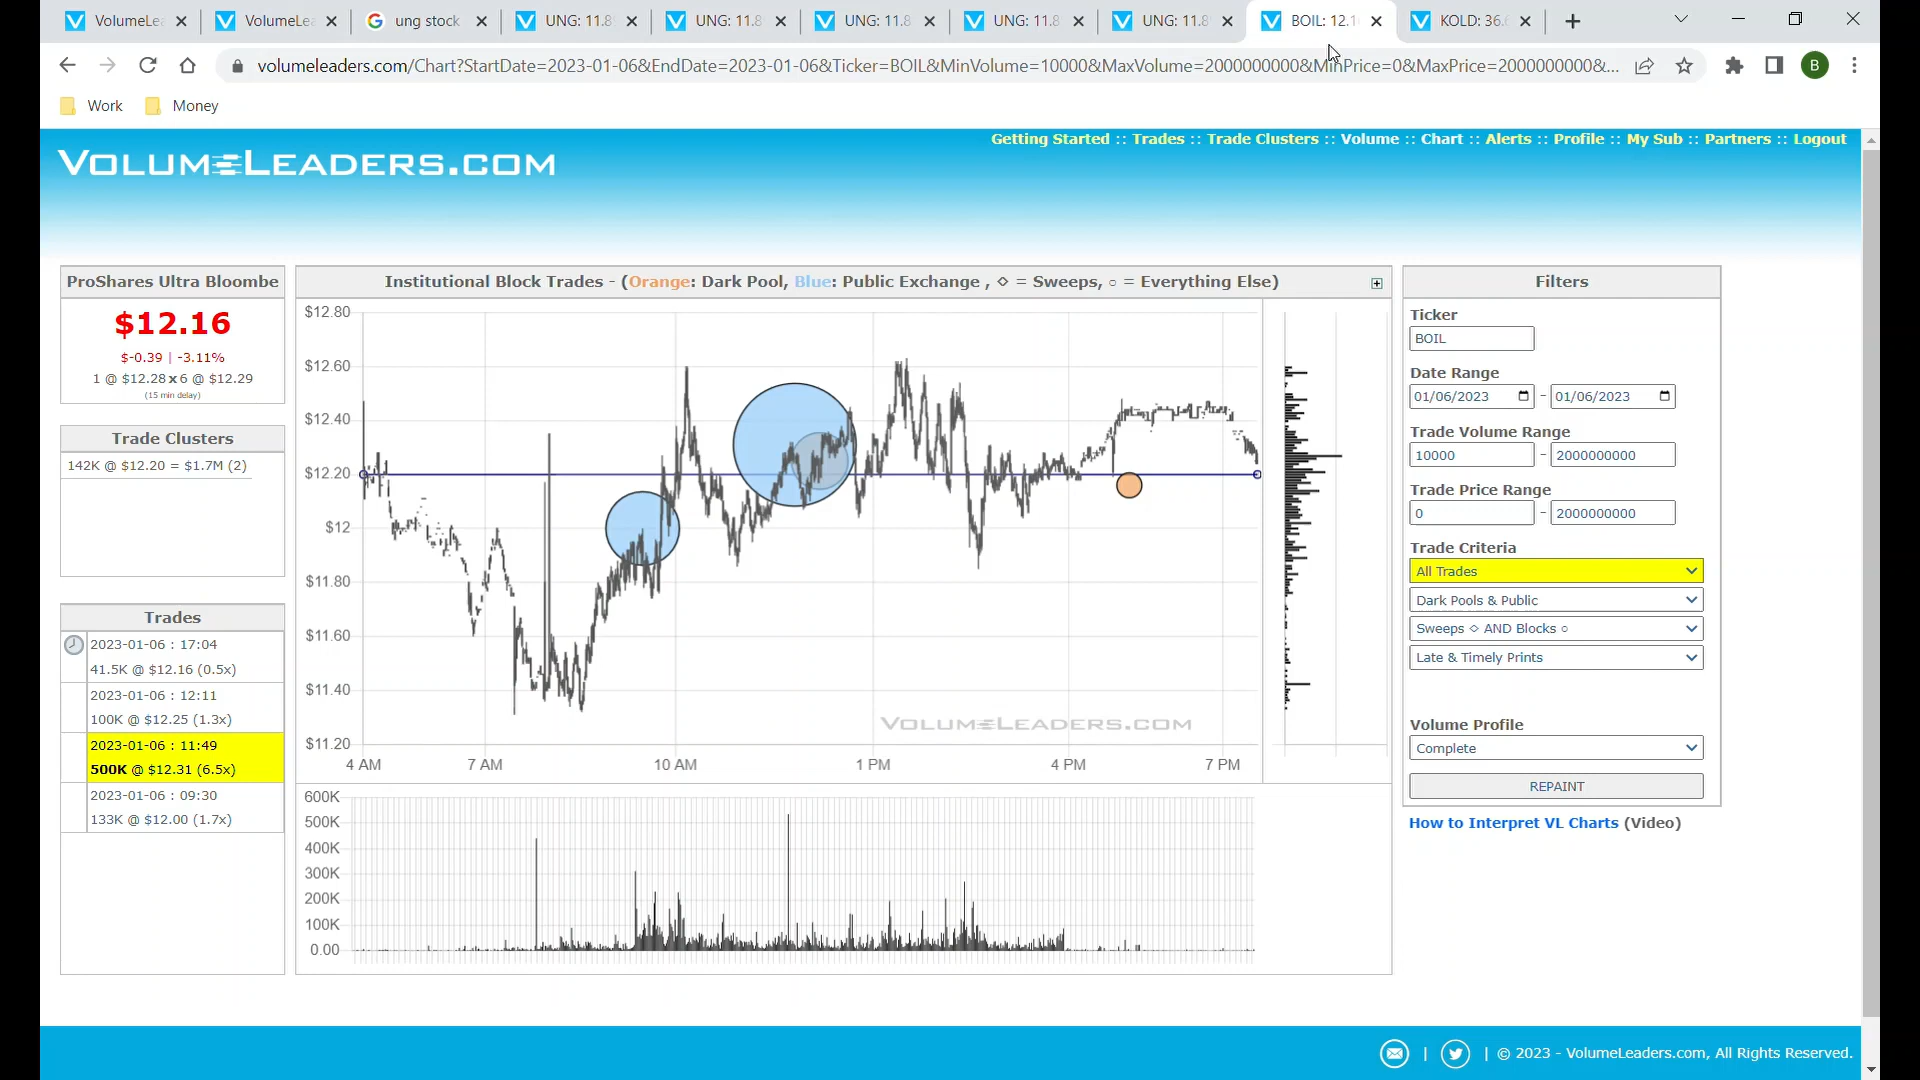 VolumeLea
VolumeLea
ung stock
UNG: 11.8
UNG: 11.8
UNG: 11.8
UNG: 11.8
UNG: 11.8
BOIL: 12.1
KOLD: 36.
volumeleaders.com/Chart?StartDate=2023-01-06&EndDate=2023-01-06&Ticker=BOIL&MinVolume=10000&MaxVolume=2000000000&MinPrice=0&MaxPrice=2000000000&...
B
Work
Money
Getting Started :: Trades :: Trade Clusters :: Volume :: Chart :: Alerts :: Profile :: My Sub :: Partners :: Logout
VOLUMELEADERS.COM
ProShares Ultra Bloombe
$12.16
$-0.39 | -3.11%
1 @ $12.28 x 6 @ $12.29
(15 min delay)
Trade Clusters
142K @ $12.20 = $1.7M (2)
Trades
2023-01-06 : 17:04
41.5K @ $12.16 (0.5x)
2023-01-06 : 12:11
100K @ $12.25 (1.3x)
2023-01-06 : 11:49
500K @ $12.31 (6.5x)
2023-01-06 : 09:30
133K @ $12.00 (1.7x)
Institutional Block Trades - (Orange: Dark Pool, Blue: Public Exchange , ◇ = Sweeps, ○ = Everything Else)
$12.80
$12.60
$12.40
$12.20
$12
$11.80
$11.60
$11.40
$11.20
VOLUMELEADERS.COM
4 AM
7 AM
10 AM
1 PM
4 PM
7 PM
600K
500K
400K
300K
200K
100K
0.00
Filters
Ticker
BOIL
Date Range
01/06/2023 - 01/06/2023
Trade Volume Range
10000 - 2000000000
Trade Price Range
0 - 2000000000
Trade Criteria
All Trades
Dark Pools & Public
Sweeps ◇ AND Blocks ○
Late & Timely Prints
Volume Profile
Complete
REPAINT
How to Interpret VL Charts (Video)
| | © 2023 - VolumeLeaders.com, All Rights Reserved.